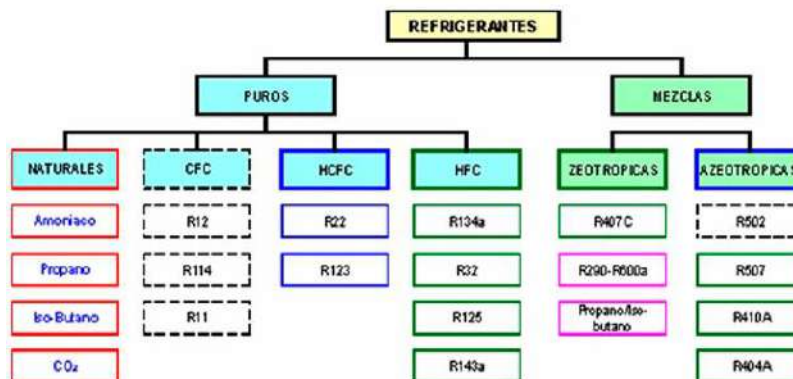 REFRIGERANTES
PUROS
MEZCLAS
NATURALES
CFC
HCFC
HFC
ZEOTROPICAS
AZEOTROPICAS
Amoniaco
R12
R22
R134a
R407C
R502
Propano
R114
R123
R32
R290-R600a
R507
Iso-Butano
R11
R125
Propano/Iso-
butano
R410A
CO₂
R143a
R404A